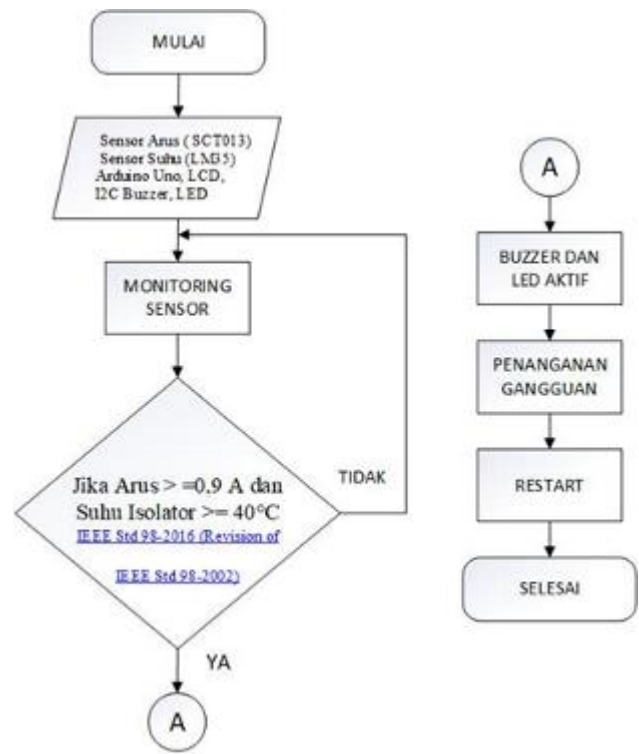 MULAI
Sensor Arus ( SCT013)
Sensor Suhu (LM35)
Arduino Uno, LCD,
I2C Buzzer, LED
MONITORING
SENSOR
Jika Arus > =0.9 A dan
Suhu Isolator >= 40°C
IEEE Std 98-2016 (Revision of
IEEE Std 98-2002)
TIDAK
YA
A
A
BUZZER DAN
LED AKTIF
PENANGANAN
GANGGUAN
RESTART
SELESAI